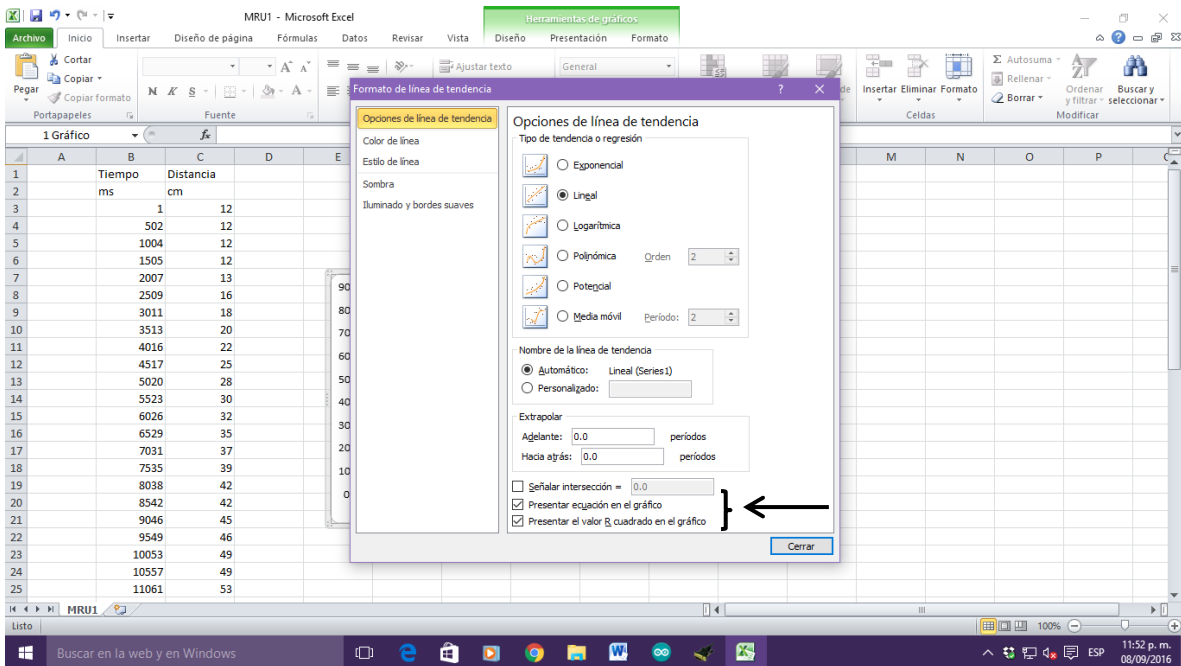 MRU1 - Microsoft Excel
Herramientas de gráficos
Archivo Inicio Insertar Diseño de página Fórmulas Datos Revisar Vista Diseño Presentación Formato
Pegar
Cortar
Copiar
Copiar formato
Portapapeles
N K S
Fuente
Ajustar texto
General
Insertar Eliminar Formato
Celdas
Σ Autosuma
Rellenar
Borrar
Ordenar y filtrar
Buscar y seleccionar
Modificar
1 Gráfico
fx
A B C D E M N O P
1 Tiempo Distancia
2 ms cm
3 1 12
4 502 12
5 1004 12
6 1505 12
7 2007 13
8 2509 16
9 3011 18
10 3513 20
11 4016 22
12 4517 25
13 5020 28
14 5523 30
15 6026 32
16 6529 35
17 7031 37
18 7535 39
19 8038 42
20 8542 42
21 9046 45
22 9549 46
23 10053 49
24 10557 49
25 11061 53
90
80
70
60
50
40
30
20
10
0
Formato de línea de tendencia
Opciones de línea de tendencia
Color de línea
Estilo de línea
Sombra
Iluminado y bordes suaves
Opciones de línea de tendencia
Tipo de tendencia o regresión
Exponencial
Lineal
Logarítmica
Polinómica Orden 2
Potencial
Media móvil Período: 2
Nombre de la línea de tendencia
Automático: Lineal (Series1)
Personalizado:
Extrapolar
Adelante: 0.0 períodos
Hacia atrás: 0.0 períodos
Señalar intersección = 0.0
Presentar ecuación en el gráfico
Presentar el valor R cuadrado en el gráfico
Cerrar
MRU1
Listo
100%
Buscar en la web y en Windows
ESP
11:52 p. m.
08/09/2016